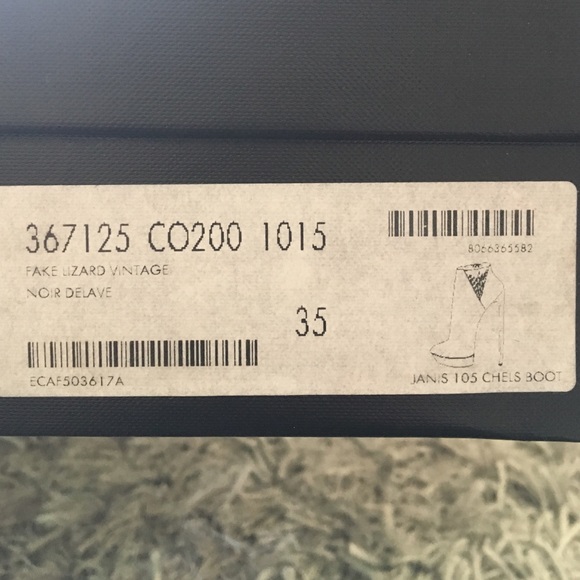 367125 CO200 1015
8066365582
FAKE LIZARD VINTAGE
NOIR DELAVE
35
ECAF503617A
JANIS 105 CHELS BOOT